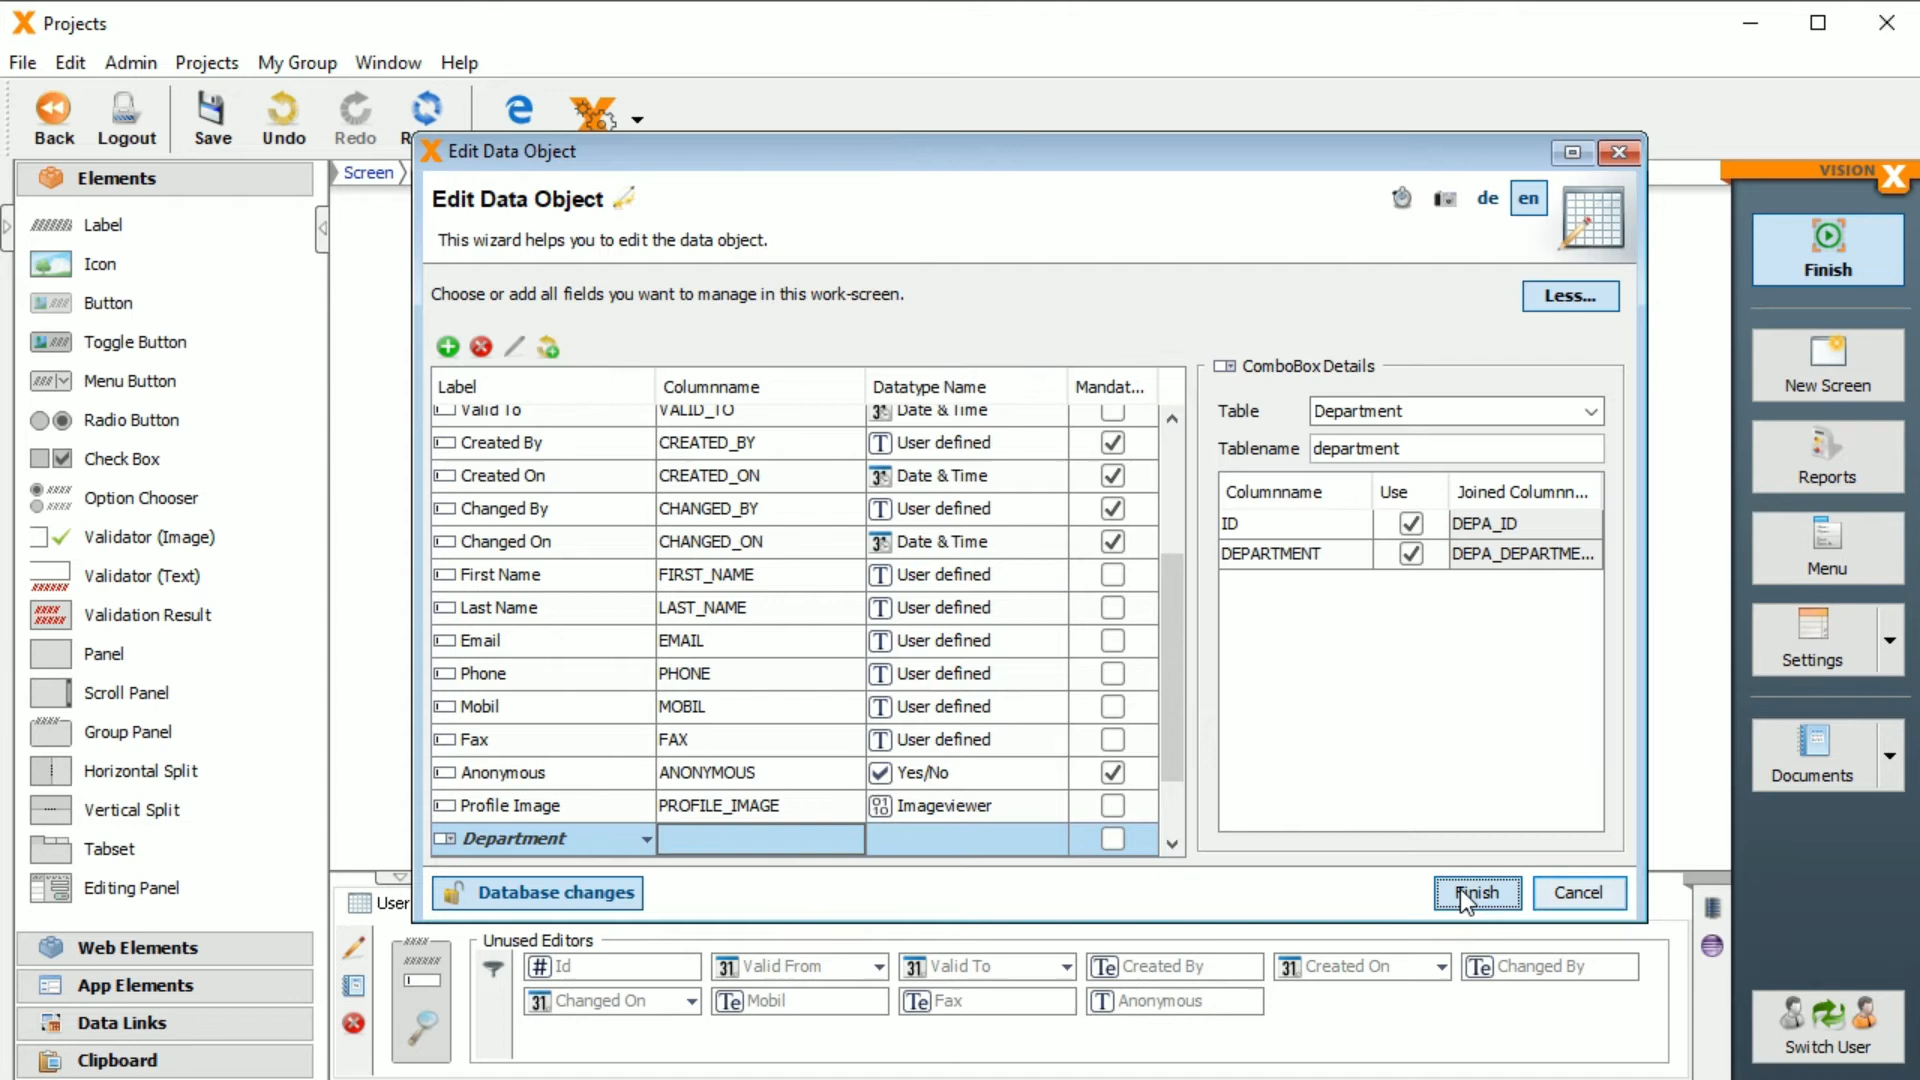 Projects
File Edit Admin Projects My Group Window Help
Back Logout Save Undo Redo
Elements
Screen
Label
Icon
Button
Toggle Button
Menu Button
Radio Button
Check Box
Option Chooser
Validator (Image)
Validator (Text)
Validation Result
Panel
Scroll Panel
Group Panel
Horizontal Split
Vertical Split
Tabset
Editing Panel
Web Elements
App Elements
Data Links
Clipboard
Edit Data Object
Edit Data Object
de en
This wizard helps you to edit the data object.
Choose or add all fields you want to manage in this work-screen.
Less...
Label Columnname Datatype Name Mandat...
Valid To VALID_TO Date & Time
Created By CREATED_BY User defined
Created On CREATED_ON Date & Time
Changed By CHANGED_BY User defined
Changed On CHANGED_ON Date & Time
First Name FIRST_NAME User defined
Last Name LAST_NAME User defined
Email EMAIL User defined
Phone PHONE User defined
Mobil MOBIL User defined
Fax FAX User defined
Anonymous ANONYMOUS Yes/No
Profile Image PROFILE_IMAGE Imageviewer
Department
ComboBox Details
Table Department
Tablename department
Columnname Use Joined Columnn...
ID DEPA_ID
DEPARTMENT DEPA_DEPARTME...
Database changes
Finish Cancel
User
Unused Editors
# Id 31 Valid From 31 Valid To Te Created By 31 Created On Te Changed By
31 Changed On Te Mobil Te Fax T Anonymous
VISION X
Finish
New Screen
Reports
Menu
Settings
Documents
Switch User